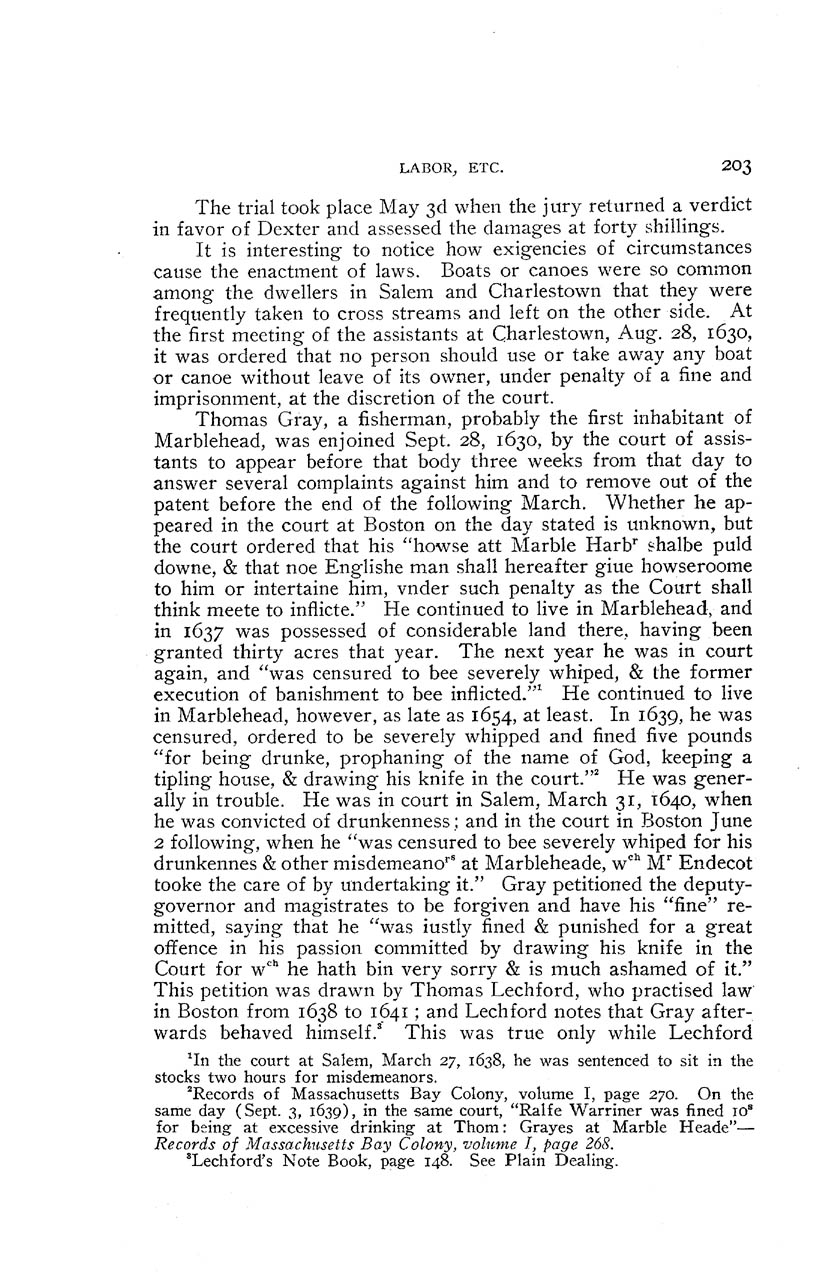 LABOR, ETC. 203
The trial took place May 3d when the jury returned a verdict
in favor of Dexter and assessed the damages at forty shillings.
It is interesting to notice how exigencies of circumstances
cause the enactment of laws. Boats or canoes were so common
among the dwellers in Salem and Charlestown that they were
frequently taken to cross streams and left on the other side. At
the first meeting of the assistants at Charlestown, Aug. 28, 1630,
it was ordered that no person should use or take away any boat
or canoe without leave of its owner, under penalty of a fine and
imprisonment, at the discretion of the court.
Thomas Gray, a fisherman, probably the first inhabitant of
Marblehead, was enjoined Sept. 28, 1630, by the court of assis-
tants to appear before that body three weeks from that day to
answer several complaints against him and to remove out of the
patent before the end of the following March. Whether he ap-
peared in the court at Boston on the day stated is unknown, but
the court ordered that his “howse att Marble Harbʳ shalbe puld
downe, & that noe Englishe man shall hereafter giue howseroome
to him or intertaine him, vnder such penalty as the Court shall
think meete to inflicte.” He continued to live in Marblehead, and
in 1637 was possessed of considerable land there, having been
granted thirty acres that year. The next year he was in court
again, and “was censured to bee severely whiped, & the former
execution of banishment to bee inflicted.”¹ He continued to live
in Marblehead, however, as late as 1654, at least. In 1639, he was
censured, ordered to be severely whipped and fined five pounds
“for being drunke, prophaning of the name of God, keeping a
tipling house, & drawing his knife in the court.”² He was gener-
ally in trouble. He was in court in Salem, March 31, 1640, when
he was convicted of drunkenness; and in the court in Boston June
2 following, when he “was censured to bee severely whiped for his
drunkennes & other misdemeanoʳˢ at Marbleheade, wᶜʰ Mʳ Endecot
tooke the care of by undertaking it.” Gray petitioned the deputy-
governor and magistrates to be forgiven and have his “fine” re-
mitted, saying that he “was iustly fined & punished for a great
offence in his passion committed by drawing his knife in the
Court for wᶜʰ he hath bin very sorry & is much ashamed of it.”
This petition was drawn by Thomas Lechford, who practised law
in Boston from 1638 to 1641; and Lechford notes that Gray after-
wards behaved himself.³ This was true only while Lechford
¹In the court at Salem, March 27, 1638, he was sentenced to sit in the
stocks two hours for misdemeanors.
²Records of Massachusetts Bay Colony, volume I, page 270. On the
same day (Sept. 3, 1639), in the same court, “Ralfe Warriner was fined 10ˢ
for being at excessive drinking at Thom: Grayes at Marble Heade”—
Records of Massachusetts Bay Colony, volume I, page 268.
³Lechford’s Note Book, page 148. See Plain Dealing.